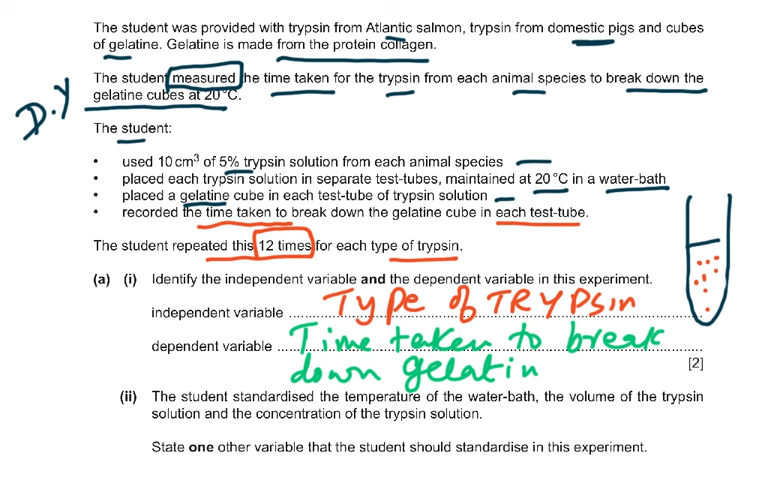 The student was provided with trypsin from Atlantic salmon, trypsin from domestic pigs and cubes
of gelatine. Gelatine is made from the protein collagen.
The student measured the time taken for the trypsin from each animal species to break down the
gelatine cubes at 20°C.
D.Y
The student:
• used 10 cm³ of 5% trypsin solution from each animal species
• placed each trypsin solution in separate test-tubes, maintained at 20°C in a water-bath
• placed a gelatine cube in each test-tube of trypsin solution
• recorded the time taken to break down the gelatine cube in each test-tube.
The student repeated this 12 times for each type of trypsin.
(a) (i) Identify the independent variable and the dependent variable in this experiment.
independent variable Type of TRYPsin
dependent variable Time taken to break
down gelatin
[2]
(ii) The student standardised the temperature of the water-bath, the volume of the trypsin
solution and the concentration of the trypsin solution.
State one other variable that the student should standardise in this experiment.